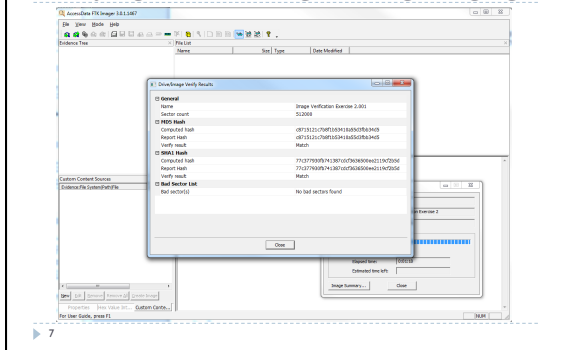 AccessData FTK Imager 3.0.1.1467
File View Mode Help
Evidence Tree
File List
Name Size Type Date Modified
Custom Content Sources
Evidence:File System|Path|File
New Edit Remove Remove All Create Image
Properties Hex Value Int... Custom Conte...
For User Guide, press F1
NUM
Drive/Image Verify Results
General
Name Image Verification Exercise 2.001
Sector count 512000
MD5 Hash
Computed hash
Report Hash
Verify result Match
SHA1 Hash
Computed hash
Report Hash
Verify result Match
Bad Sector List
Bad sector(s) No bad sectors found
Close
on Exercise 2
Elapsed time: 0:01:10
Estimated time left:
Image Summary... Close
7